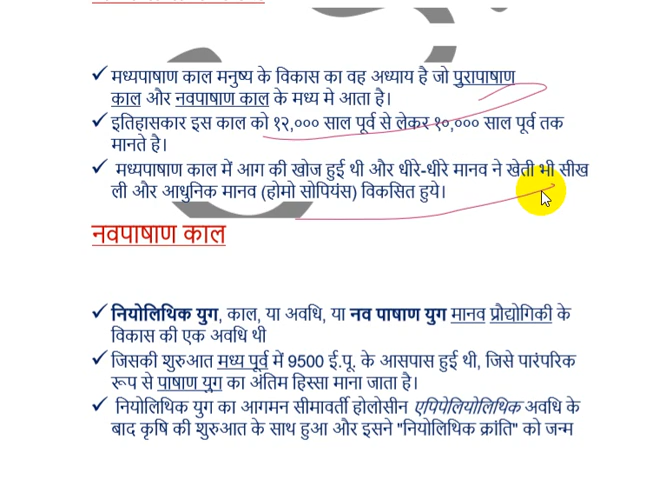 मध्यपाषाण काल मनुष्य के विकास का वह अध्याय है जो पुरापाषाण
काल और नवपाषाण काल के मध्य मे आता है।
इतिहासकार इस काल को १२,००० साल पूर्व से लेकर १०,००० साल पूर्व तक
मानते है।
मध्यपाषाण काल में आग की खोज हुई थी और धीरे-धीरे मानव ने खेती भी सीख
ली और आधुनिक मानव (होमो सोपियंस) विकसित हुये।
नवपाषाण काल
नियोलिथिक युग, काल, या अवधि, या नव पाषाण युग मानव प्रौद्योगिकी के
विकास की एक अवधि थी
जिसकी शुरुआत मध्य पूर्व में 9500 ई.पू. के आसपास हुई थी, जिसे पारंपरिक
रूप से पाषाण युग का अंतिम हिस्सा माना जाता है।
नियोलिथिक युग का आगमन सीमावर्ती होलोसीन एपिपेलियोलिथिक अवधि के
बाद कृषि की शुरुआत के साथ हुआ और इसने "नियोलिथिक क्रांति" को जन्म